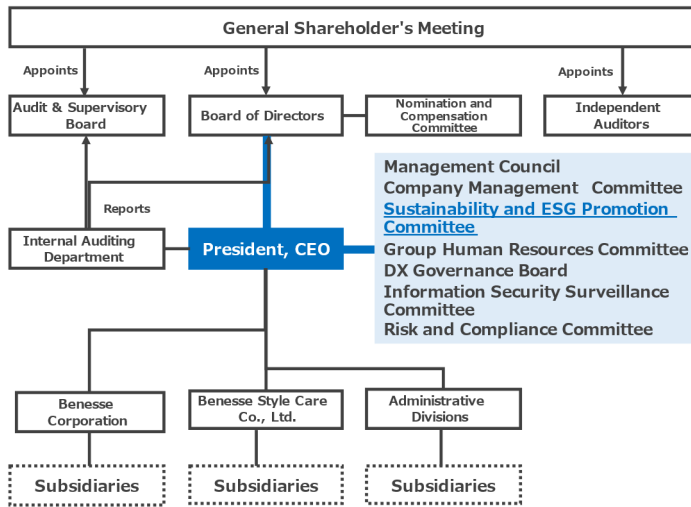 General Shareholder's Meeting
Appoints
Appoints
Appoints
Audit & Supervisory
Board
Board of Directors
Nomination and
Compensation
Committee
Independent
Auditors
Reports
Internal Auditing
Department
President, CEO
Management Council
Company Management Committee
Sustainability and ESG Promotion
Committee
Group Human Resources Committee
DX Governance Board
Information Security Surveillance
Committee
Risk and Compliance Committee
Benesse
Corporation
Benesse Style Care
Co., Ltd.
Administrative
Divisions
Subsidiaries
Subsidiaries
Subsidiaries